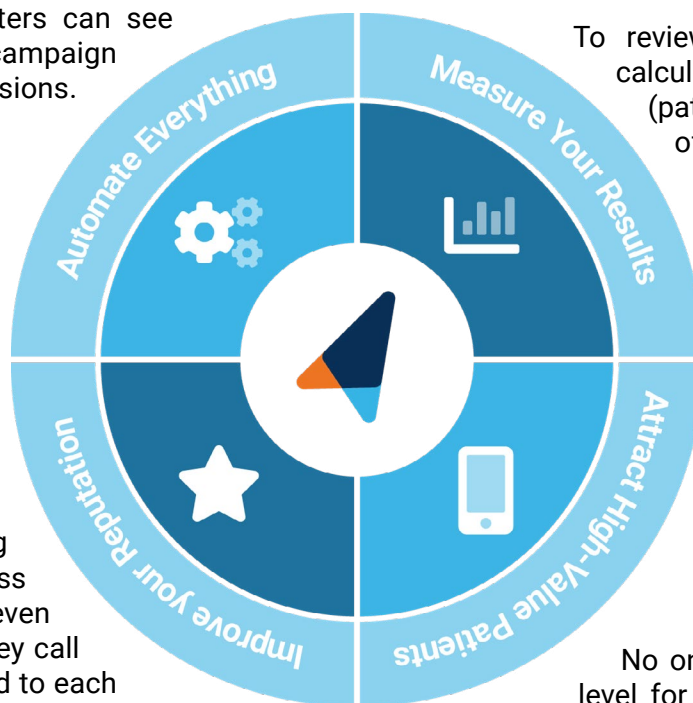 ters can see
campaign
sions.
To review
calcul
(pat
of
Automate Everything
Measure Your Results
Improve your Reputation
Attract High-Value Patients
g
ss
even
ey call
d to each
No on
level for